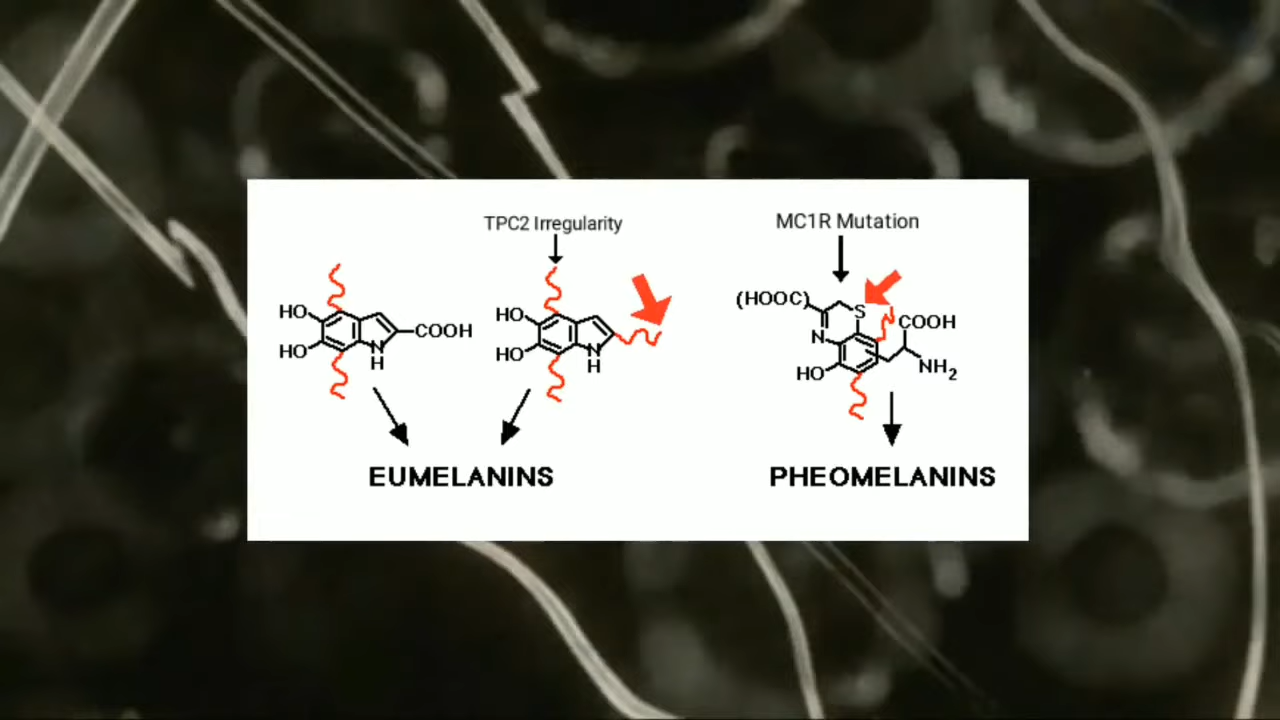 TPC2 Irregularity
MC1R Mutation
HO
HO
COOH
N
H
HO
HO
N
H
(HOOC)
S
N
HO
COOH
NH2
EUMELANINS
PHEOMELANINS